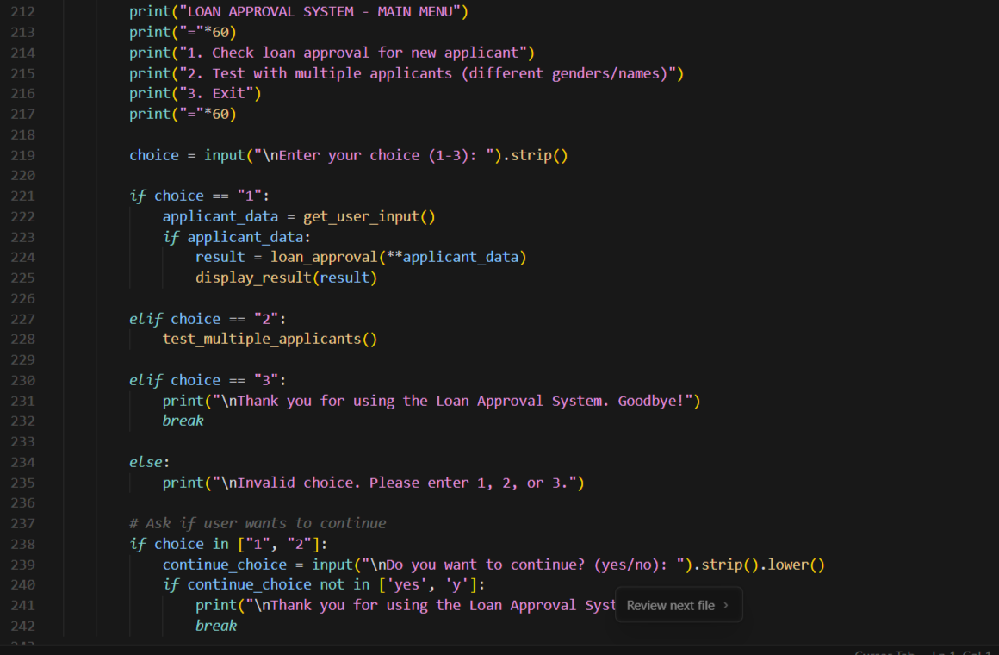 212 print("LOAN APPROVAL SYSTEM - MAIN MENU")
213 print("="*60)
214 print("1. Check loan approval for new applicant")
215 print("2. Test with multiple applicants (different genders/names)")
216 print("3. Exit")
217 print("="*60)
218
219 choice = input("\nEnter your choice (1-3): ").strip()
220
221 if choice == "1":
222 applicant_data = get_user_input()
223 if applicant_data:
224 result = loan_approval(**applicant_data)
225 display_result(result)
226
227 elif choice == "2":
228 test_multiple_applicants()
229
230 elif choice == "3":
231 print("\nThank you for using the Loan Approval System. Goodbye!")
232 break
233
234 else:
235 print("\nInvalid choice. Please enter 1, 2, or 3.")
236
237 # Ask if user wants to continue
238 if choice in ["1", "2"]:
239 continue_choice = input("\nDo you want to continue? (yes/no): ").strip().lower()
240 if continue_choice not in ['yes', 'y']:
241 print("\nThank you for using the Loan Approval Syst
Review next file >
242 break